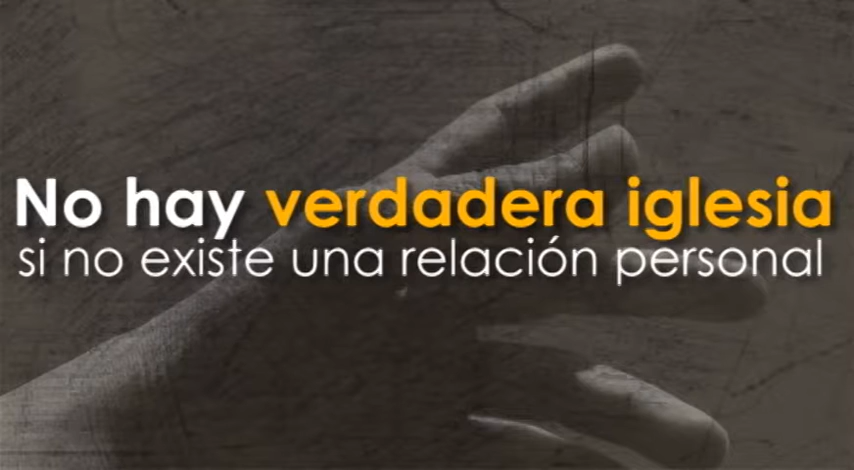 No hay verdadera iglesia
si no existe una relación personal